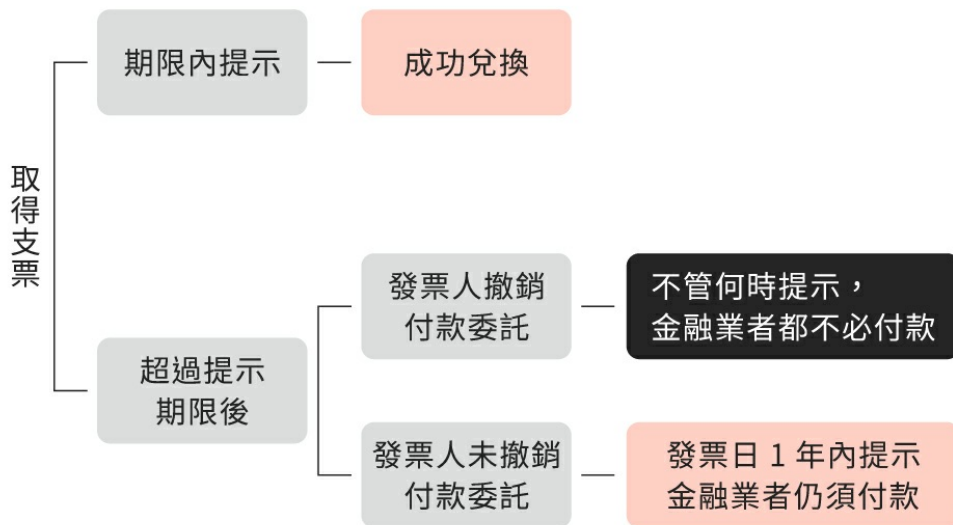 取得支票
期限內提示
成功兌換
超過提示
期限後
發票人撤銷
付款委託
不管何時提示，
金融業者都不必付款
發票人未撤銷
付款委託
發票日 1 年內提示
金融業者仍須付款